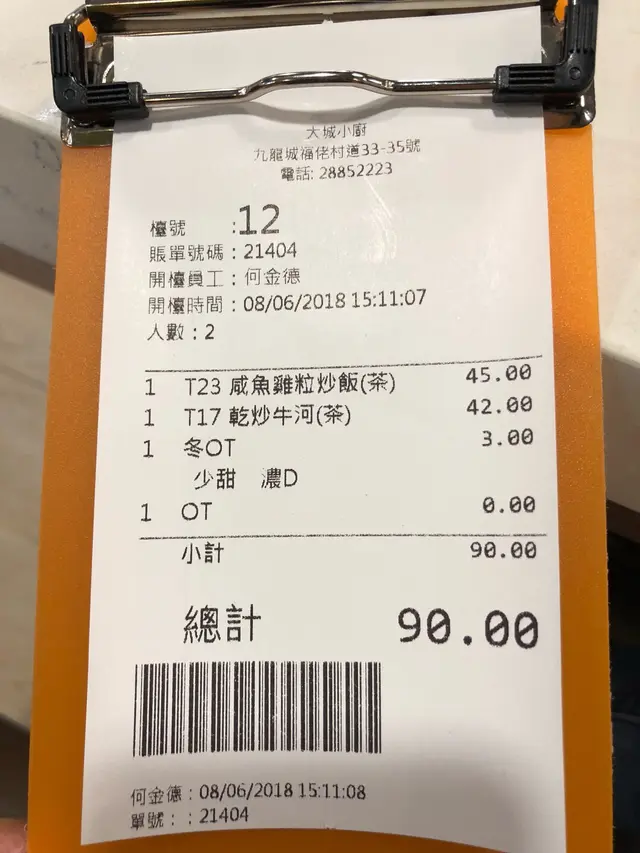 大城小廚
九龍城福佬村道33-35號
電話: 28852223
檯號 :12
賬單號碼 : 21404
開檯員工 : 何金德
開檯時間 : 08/06/2018 15:11:07
人數 : 2
1 T23 咸魚雞粒炒飯(茶) 45.00
1 T17 乾炒牛河(茶) 42.00
1 冬OT 3.00
少甜 濃D
1 OT 0.00
小計 90.00
總計 90.00
何金德 : 08/06/2018 15:11:08
單號 : : 21404